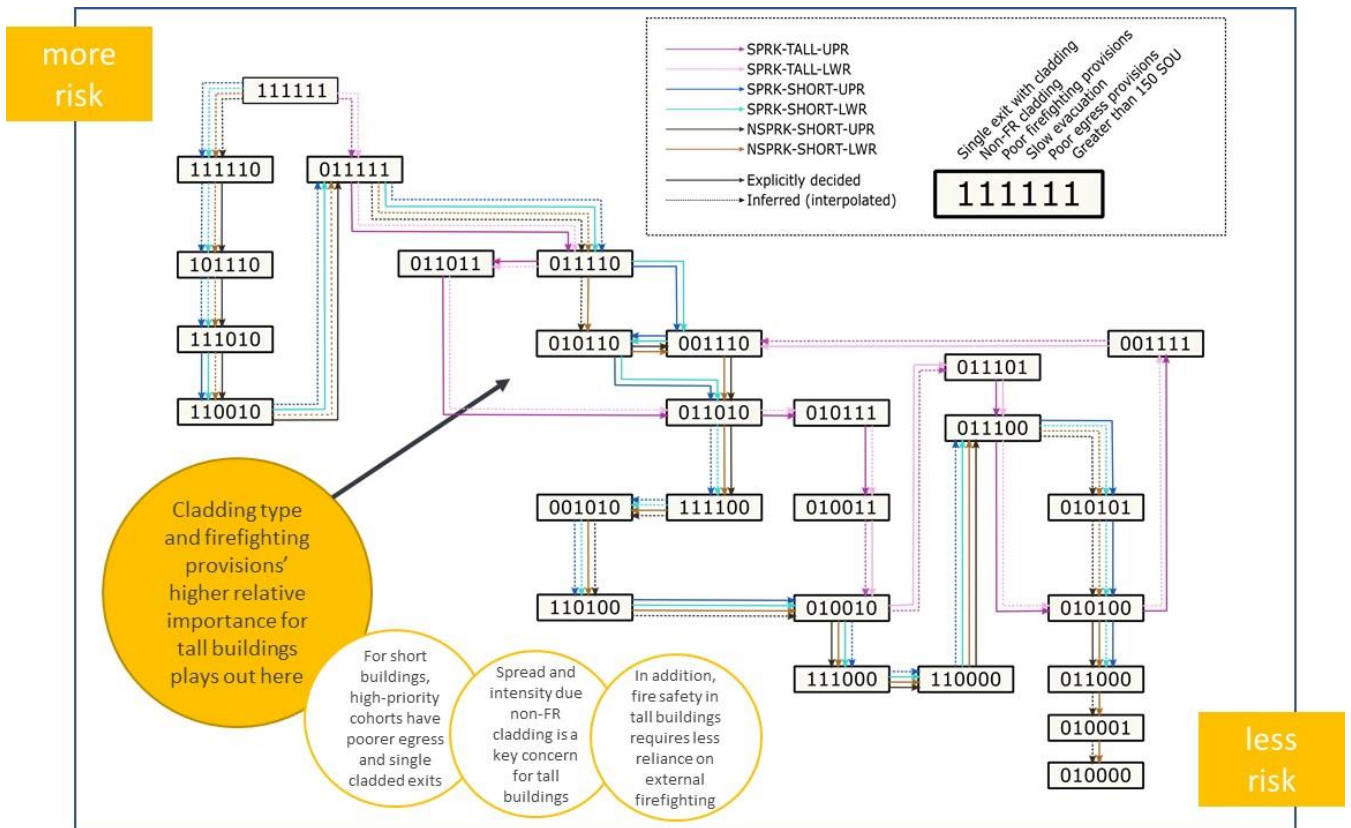 more
risk
SPRK-TALL-UPR
SPRK-TALL-LWR
SPRK-SHORT-UPR
SPRK-SHORT-LWR
NSPRK-SHORT-UPR
NSPRK-SHORT-LWR
Explicitly decided
Inferred (interpolated)
Single exit with cladding
Non-FR cladding
Poor firefighting provisions
Slow evacuation
Poor egress provisions
Greater than 150 SOU
111111
111111
111110
011111
101110
011011
011110
111010
010110
001110
001111
110010
011101
011010
010111
011100
001010
111100
010011
010101
110100
010010
010100
111000
110000
011000
010001
010000
Cladding type
and firefighting
provisions’
higher relative
importance for
tall buildings
plays out here
For short
buildings,
high-priority
cohorts have
poorer egress
and single
cladded exits
Spread and
intensity due
non-FR
cladding is a
key concern
for tall
buildings
In addition,
fire safety in
tall buildings
requires less
reliance on
external
firefighting
less
risk